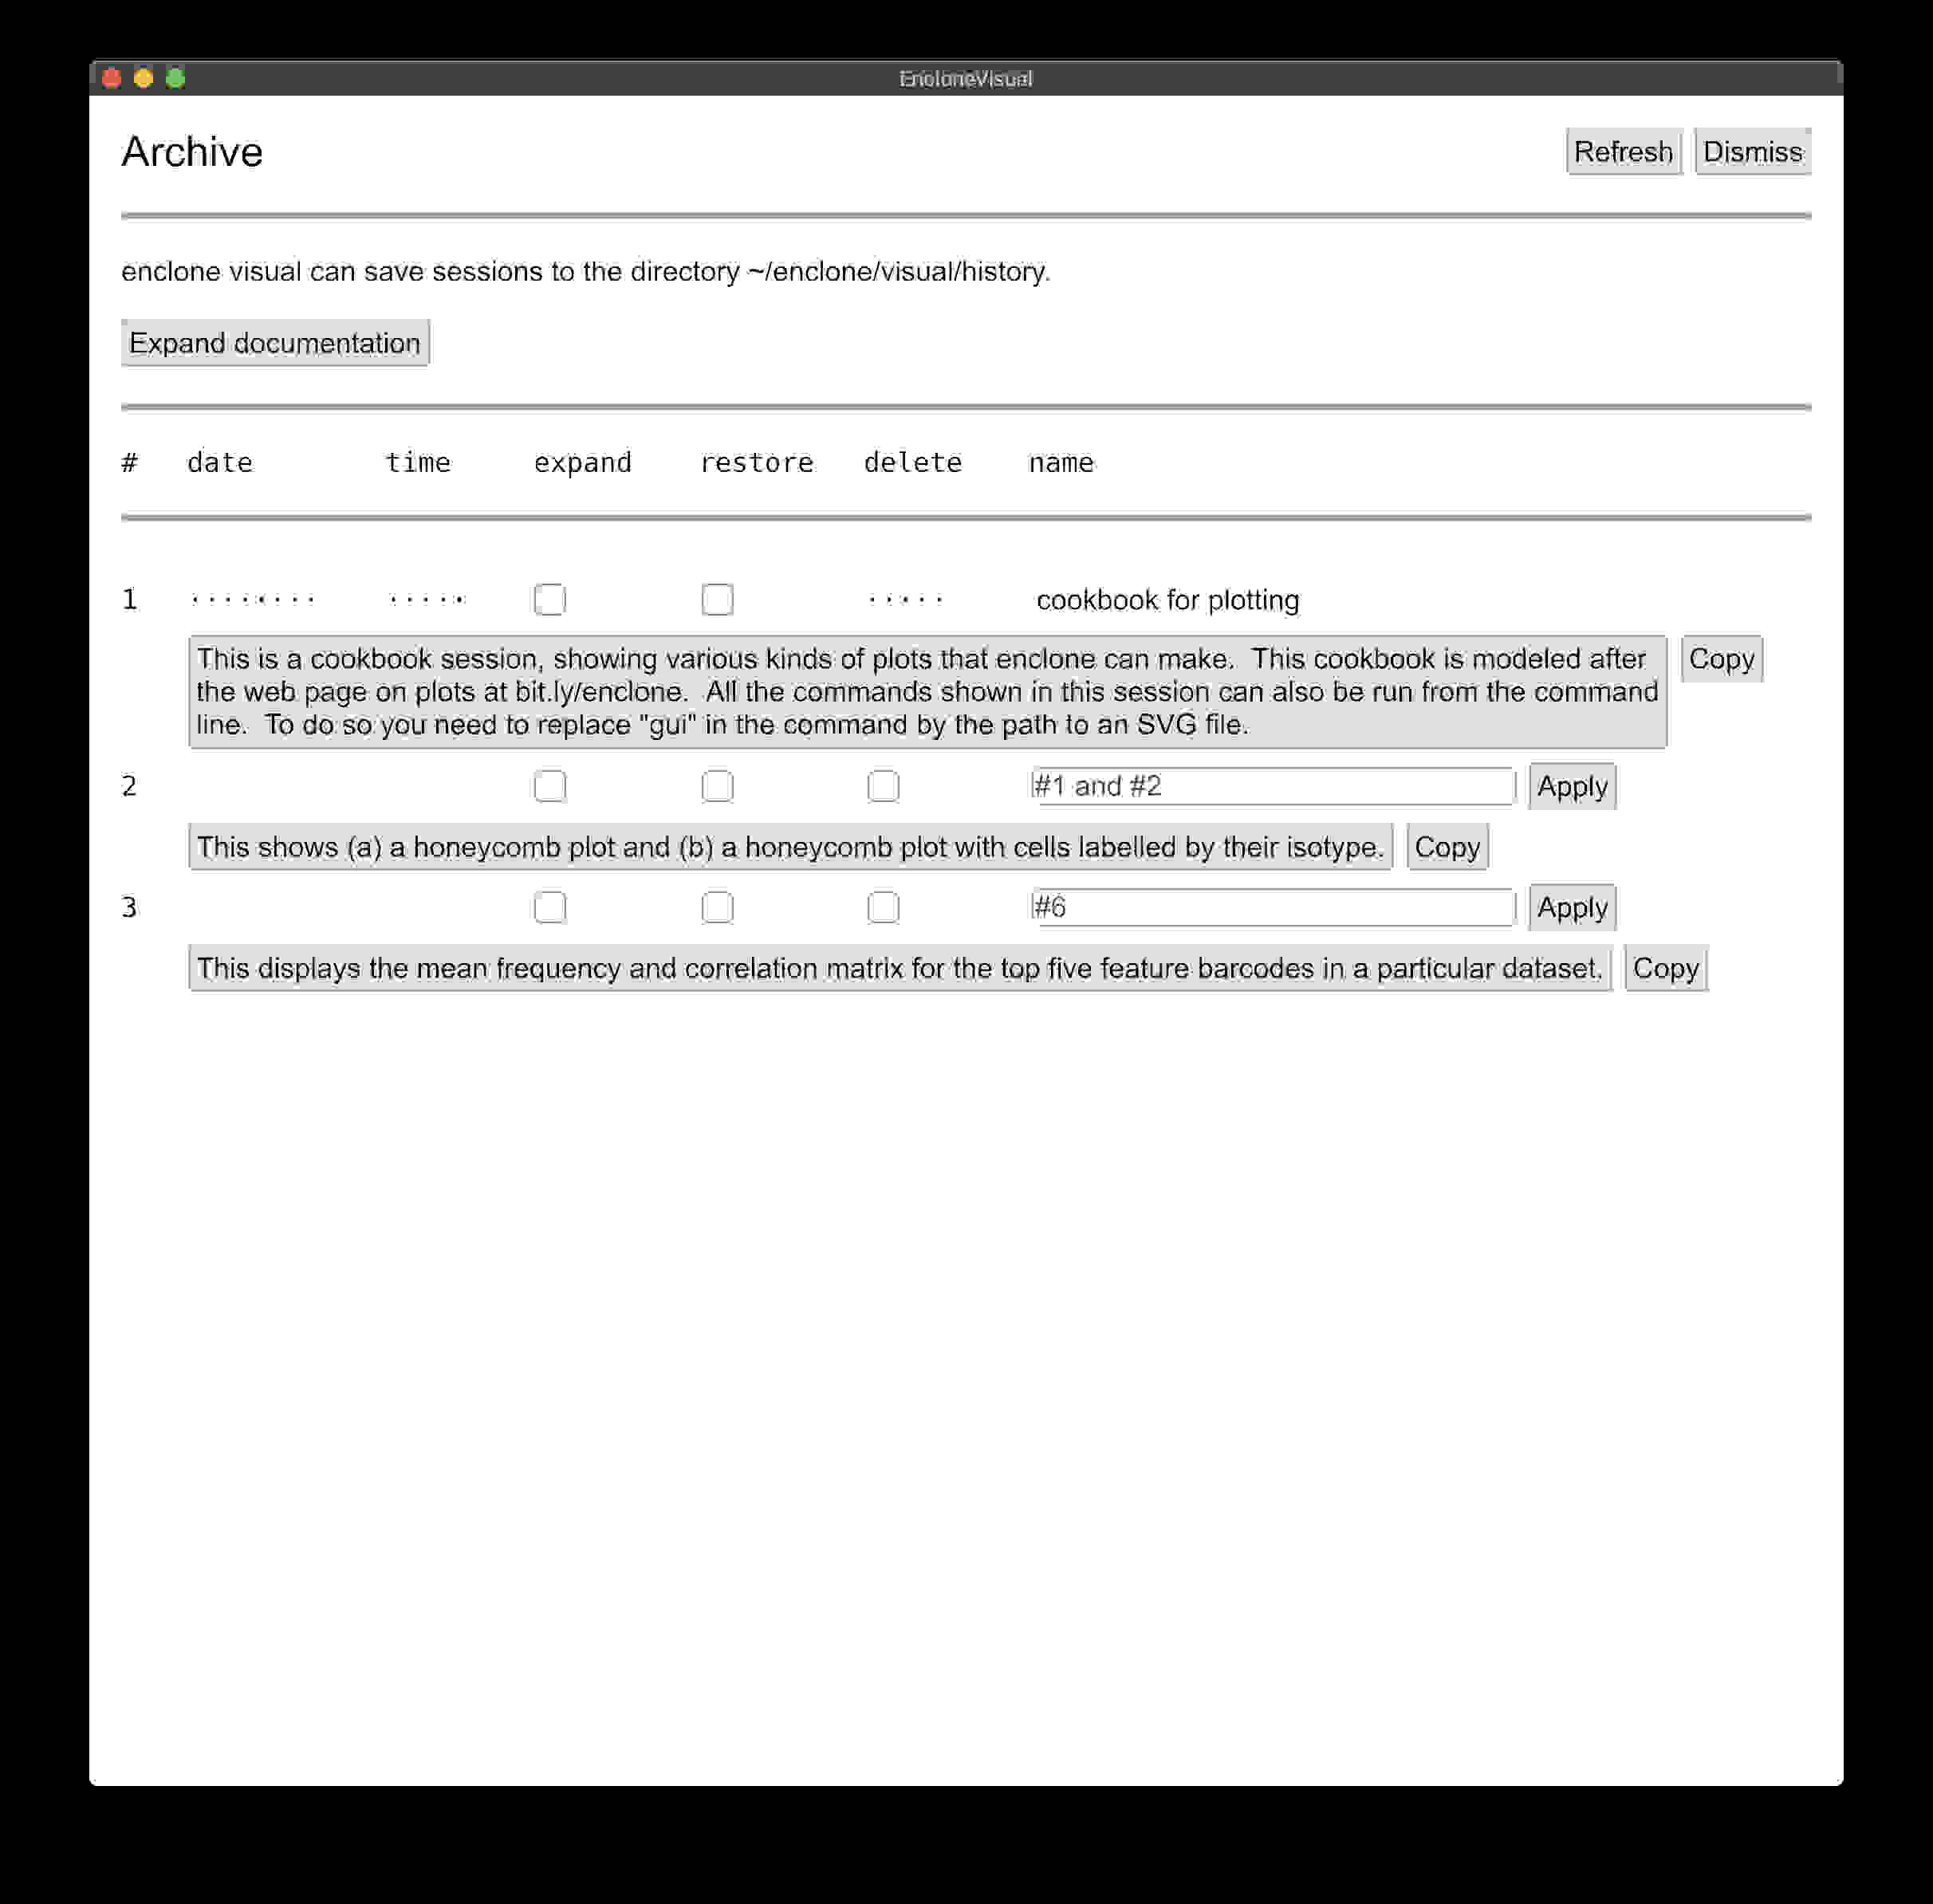 EncloneVisual
Archive
Refresh
Dismiss
enclone visual can save sessions to the directory ~/enclone/visual/history.
Expand documentation
# date time expand restore delete name
1 ········ ····· ····· cookbook for plotting
This is a cookbook session, showing various kinds of plots that enclone can make.  This cookbook is modeled after
the web page on plots at bit.ly/enclone.  All the commands shown in this session can also be run from the command
line.  To do so you need to replace "gui" in the command by the path to an SVG file.
Copy
2 #1 and #2 Apply
This shows (a) a honeycomb plot and (b) a honeycomb plot with cells labelled by their isotype.
Copy
3 #6 Apply
This displays the mean frequency and correlation matrix for the top five feature barcodes in a particular dataset.
Copy